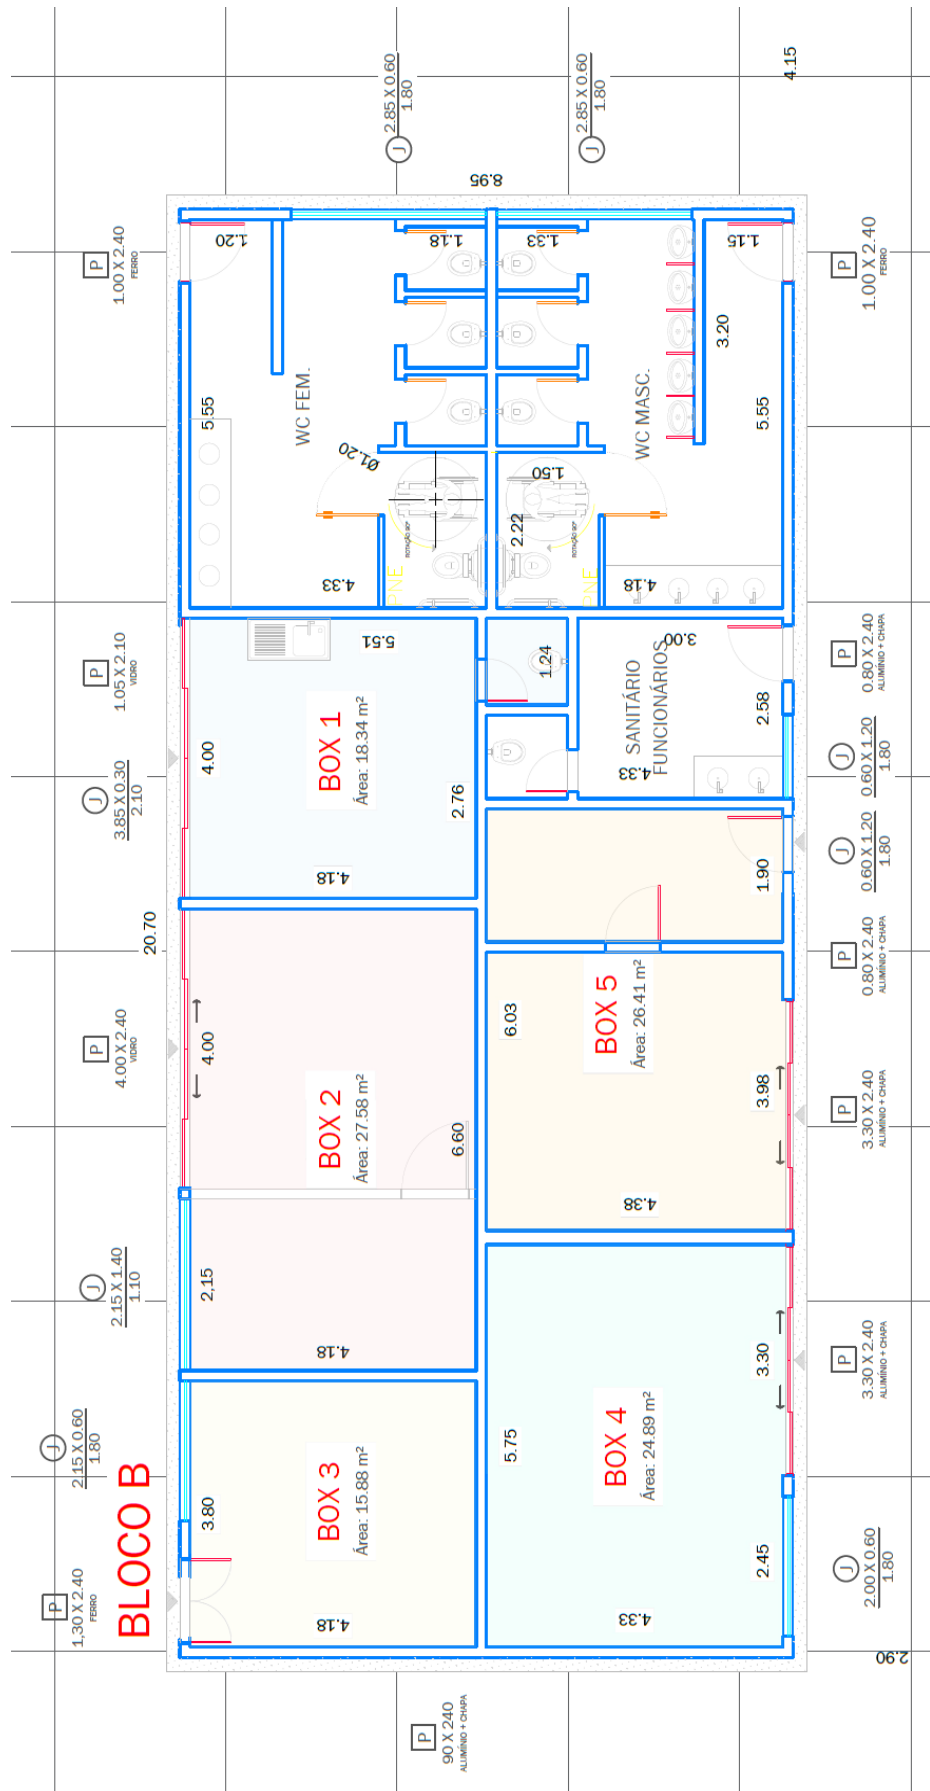 BLOCO B
2.85 X 0.60
1.80
J
2.85 X 0.60
1.80
J
4.15
8.95
P
1.00 X 2.40
FERRO
P
1.00 X 2.40
FERRO
1.20
1.18
1.33
1.15
3.20
5.55
WC FEM.
Ø1.20
WC MASC.
5.55
1.50
2.22
ROTAÇÃO 90º
ROTAÇÃO 90º
PNE
PNE
4.33
4.18
P
1.05 X 2.10
VIDRO
5.51
1.24
3.00
P
0.80 X 2.40
ALUMÍNIO + CHAPA
SANITÁRIO
FUNCIONÁRIOS
2.58
4.33
J
3.85 X 0.30
2.10
4.00
BOX 1
Área: 18.34 m²
2.76
4.18
J
0.60 X 1.20
1.80
J
0.60 X 1.20
1.80
1.90
20.70
P
0.80 X 2.40
ALUMÍNIO + CHAPA
P
4.00 X 2.40
VIDRO
4.00
BOX 2
Área: 27.58 m²
6.60
6.03
BOX 5
Área: 26.41 m²
3.98
4.38
P
3.30 X 2.40
ALUMÍNIO + CHAPA
J
2.15 X 1.40
1.10
2,15
4.18
3.30
P
3.30 X 2.40
ALUMÍNIO + CHAPA
J
2.15 X 0.60
1.80
3.80
BOX 3
Área: 15.88 m²
4.18
5.75
BOX 4
Área: 24.89 m²
4.33
2.45
J
2.00 X 0.60
1.80
P
1,30 X 2.40
FERRO
2.90
P
90 X 240
ALUMÍNIO + CHAPA